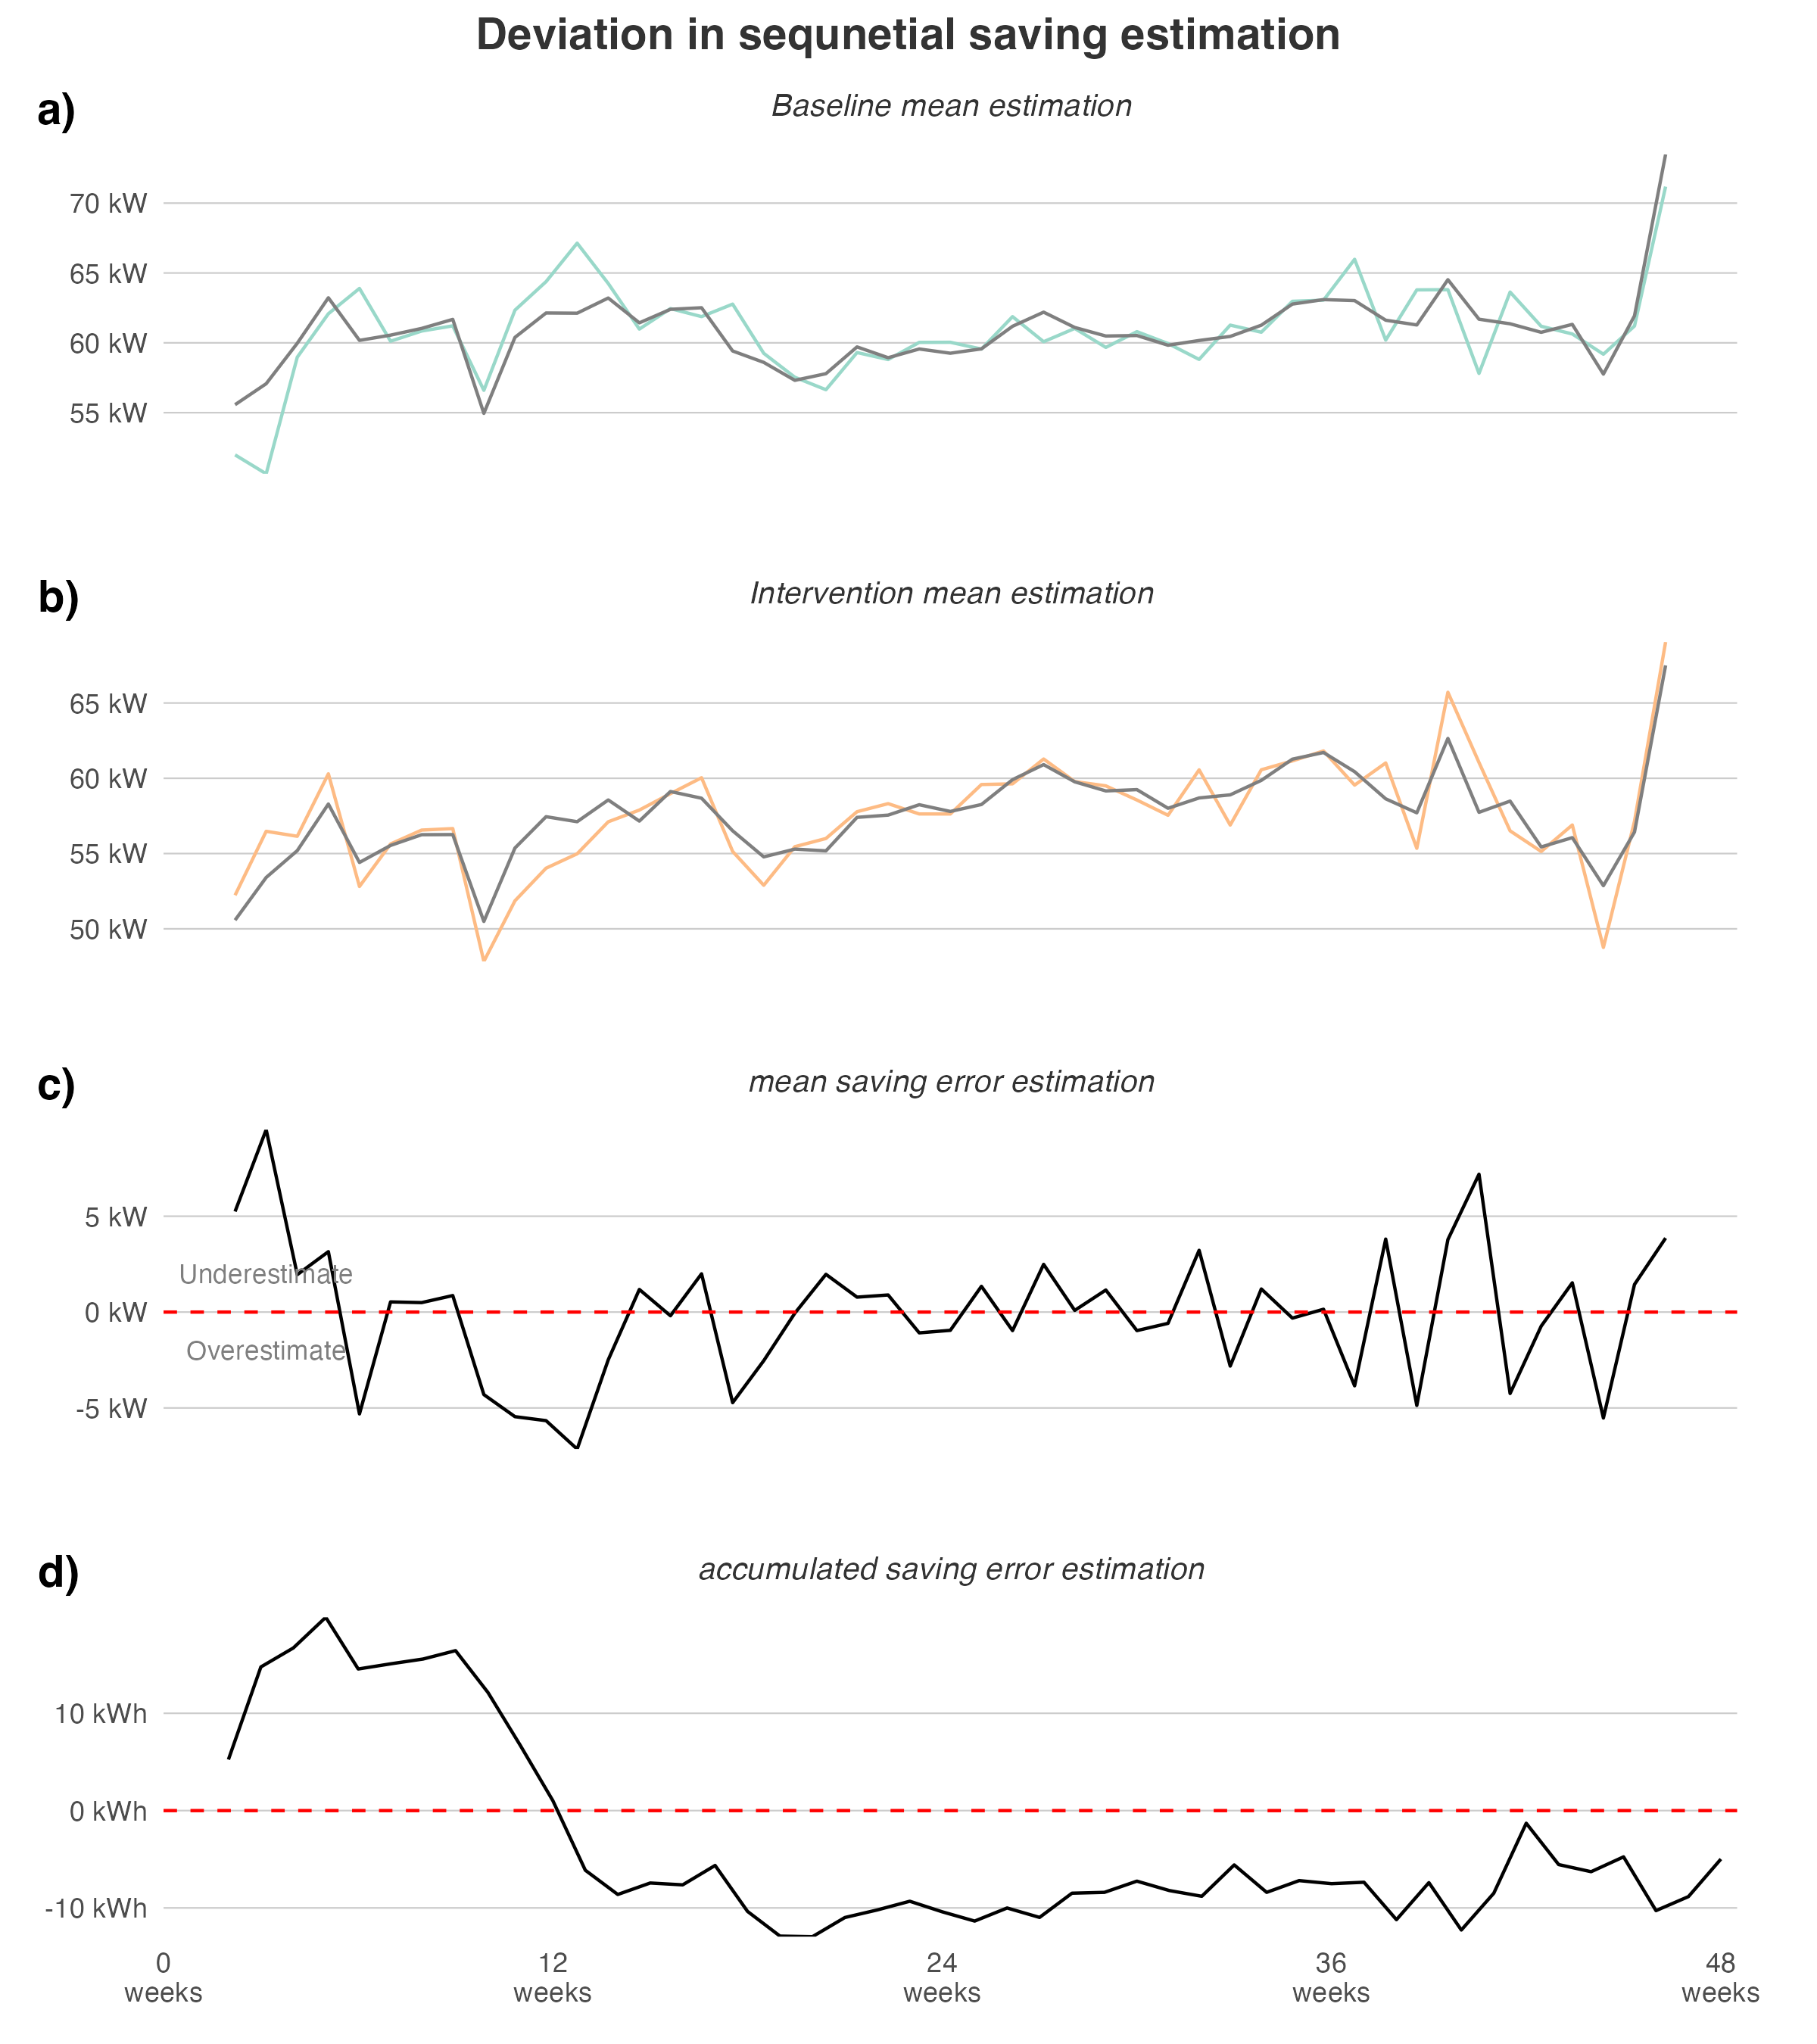 Deviation in sequnetial saving estimation
a)
Baseline mean estimation
70 kW
65 kW
60 kW
55 kW
b)
Intervention mean estimation
65 kW
60 kW
55 kW
50 kW
c)
mean saving error estimation
5 kW
Underestimate
0 kW
Overestimate
-5 kW
d)
accumulated saving error estimation
10 kWh
0 kWh
-10 kWh
0 12 24 36 48
weeks weeks weeks weeks weeks